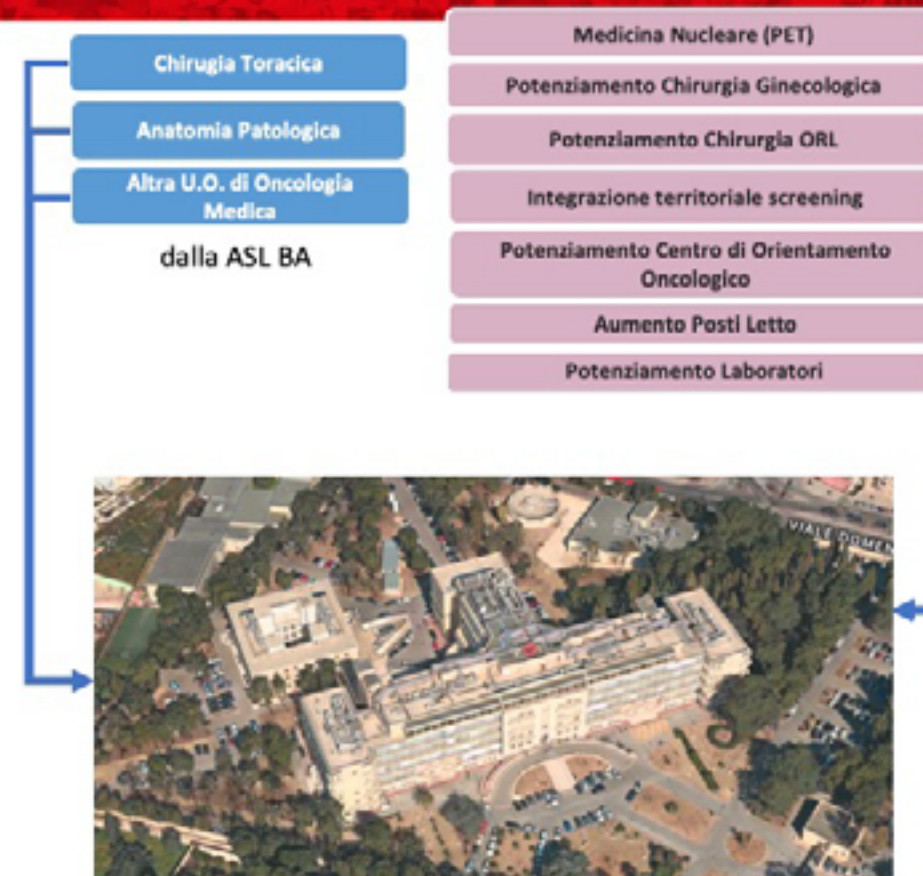 Chirugia Toracica
Anatomia Patologica
Altra U.O. di Oncologia
Medica
dalla ASL BA
Medicina Nucleare (PET)
Potenziamento Chirurgia Ginecologica
Potenziamento Chirurgia ORL
Integrazione territoriale screening
Potenziamento Centro di Orientamento
Oncologico
Aumento Posti Letto
Potenziamento Laboratori
VIALE DOMEN